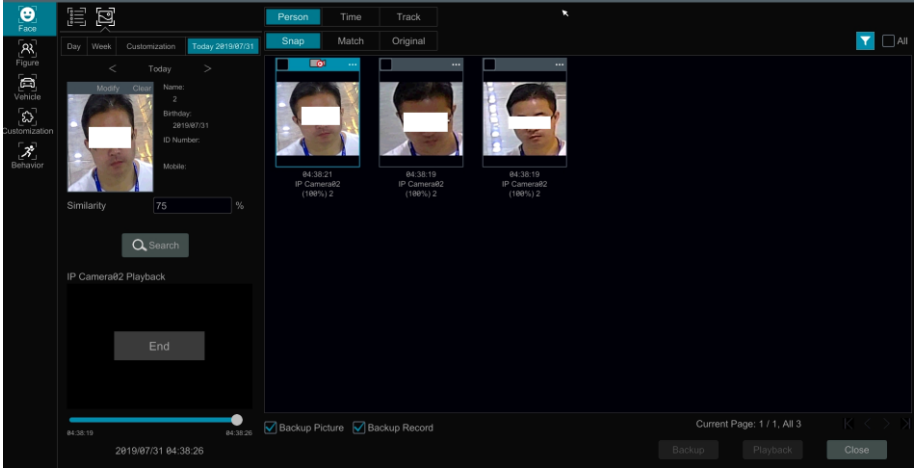 Face
Figure
Vehicle
Customization
Behavior
Day Week Customization Today 2019/07/31
< Today >
Modify Clear
Name:
2
Birthday:
2019/07/31
ID Number:
Mobile:
Similarity 75 %
Search
IP Camera02 Playback
End
04:38:19 04:38:26
2019/07/31 04:38:26
Person Time Track
Snap Match Original
All
04:38:21
IP Camera02
(100%) 2
04:38:19
IP Camera02
(100%) 2
04:38:19
IP Camera02
(100%) 2
Backup Picture Backup Record
Current Page: 1 / 1, All 3
Backup Playback Close